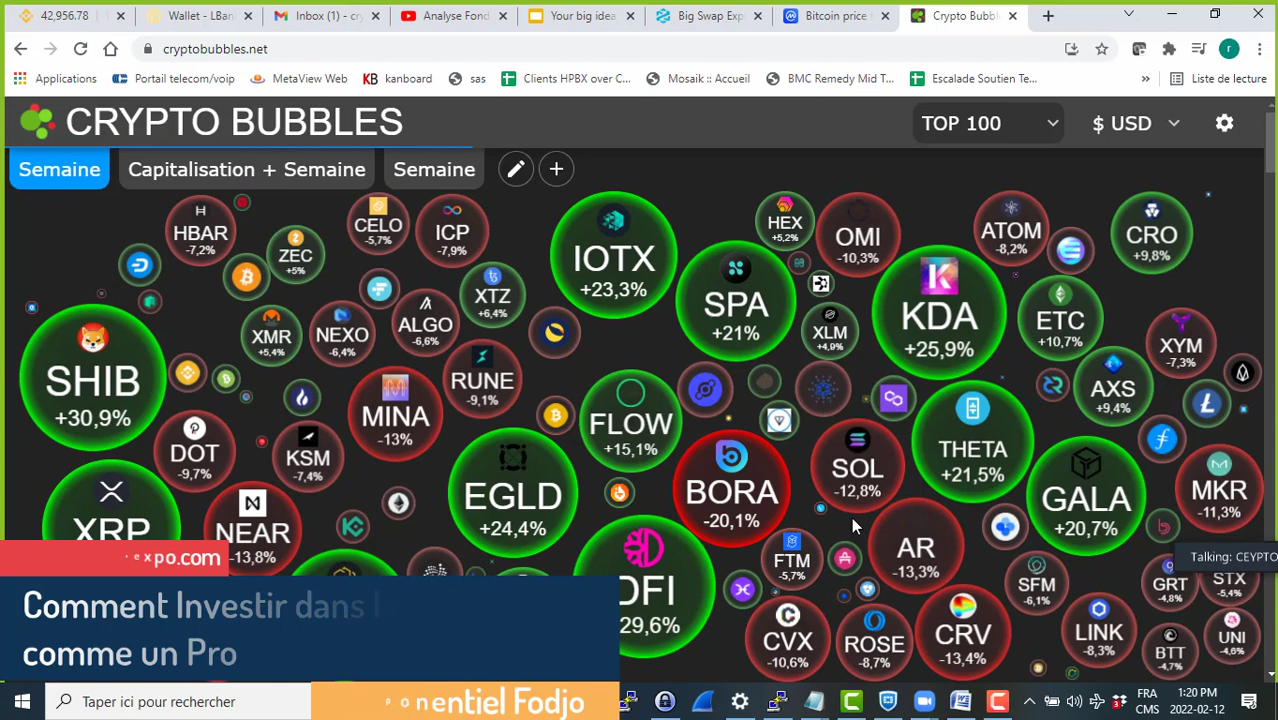 42,956.78
Wallet - LBan
Inbox (1) - cry
Analyse Fond
Your big idea
Big Swap Expl
Bitcoin price t
Crypto Bubbl
cryptobubbles.net
r
Applications
Portail telecom/voip
MetaView Web
KB kanboard
sas
Clients HPBX over C...
Mosaik :: Accueil
BMC Remedy Mid T...
Escalade Soutien Te...
»
Liste de lecture
CRYPTO BUBBLES
TOP 100
$ USD
Semaine
Capitalisation + Semaine
Semaine
HBAR
-7,2%
CELO
-5,7%
ICP
-7,9%
ZEC
+5%
IOTX
+23,3%
HEX
+5,2%
OMI
-10,3%
ATOM
-8,2%
CRO
+9,8%
SPA
+21%
KDA
+25,9%
XTZ
+6,4%
ALGO
-6,6%
XMR
+5,4%
NEXO
-6,4%
XLM
+4,9%
ETC
+10,7%
XYM
-7,3%
SHIB
+30,9%
RUNE
-9,1%
MINA
-13%
FLOW
+15,1%
AXS
+9,4%
THETA
+21,5%
DOT
-9,7%
KSM
-7,4%
EGLD
+24,4%
BORA
-20,1%
SOL
-12,8%
GALA
+20,7%
MKR
-11,3%
XRP
NEAR
-13,8%
AR
-13,3%
FTM
-5,7%
DFI
29,6%
SFM
-6,1%
GRT
-4,8%
STX
-5,4%
CVX
-10,6%
ROSE
-8,7%
CRV
-13,4%
LINK
-8,3%
BTT
-4,7%
UNI
-4,6%
Talking: CEYPTO
expo.com
Comment Investir dans l
comme un Pro
Taper ici pour rechercher
ponentiel Fodjo
FRA
CMS
1:20 PM
2022-02-12